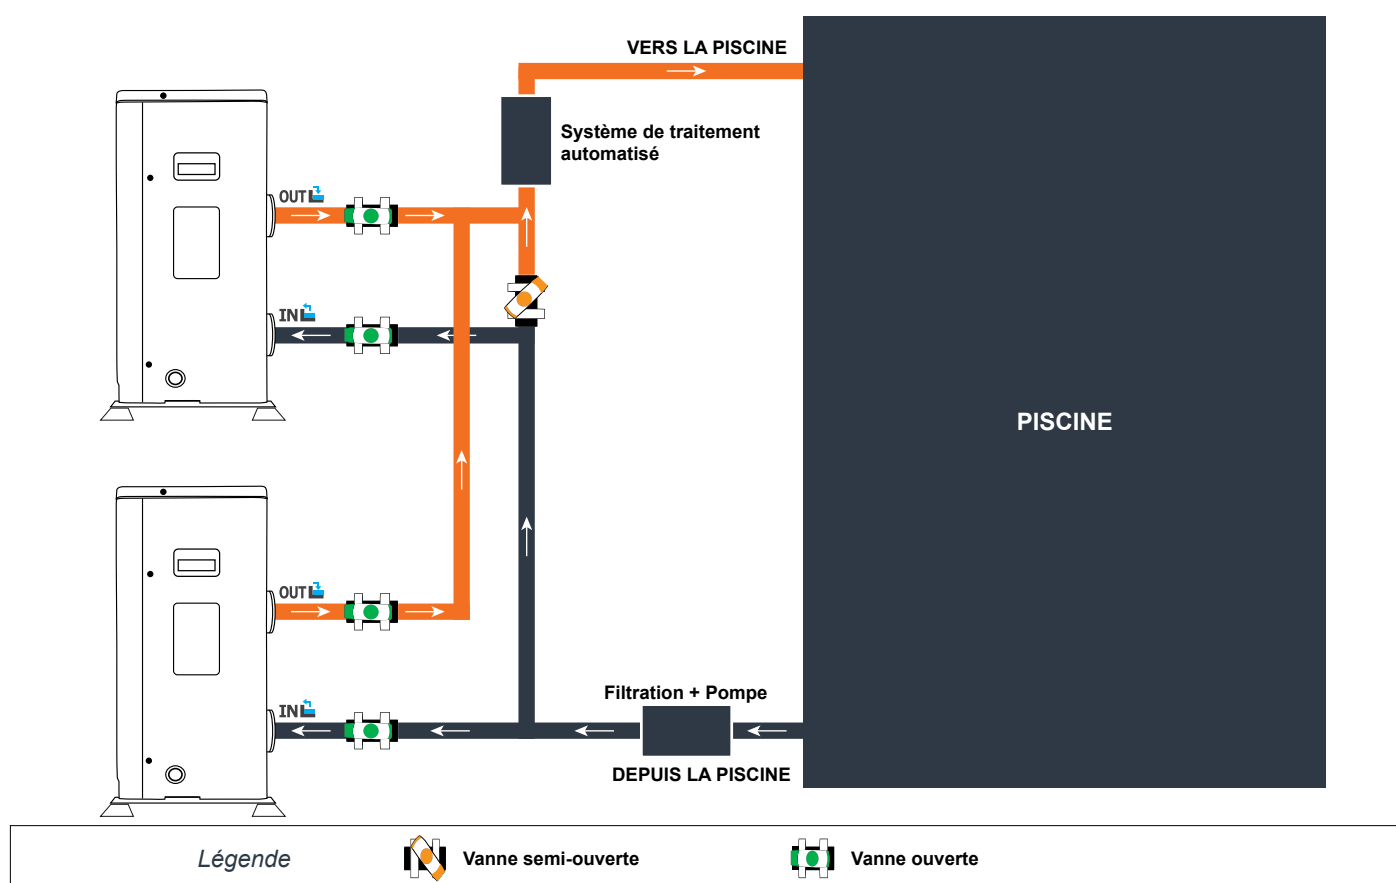 VERS LA PISCINE
Système de traitement
automatisé
OUT
IN
PISCINE
OUT
IN
Filtration + Pompe
DEPUIS LA PISCINE
Légende
Vanne semi-ouverte
Vanne ouverte